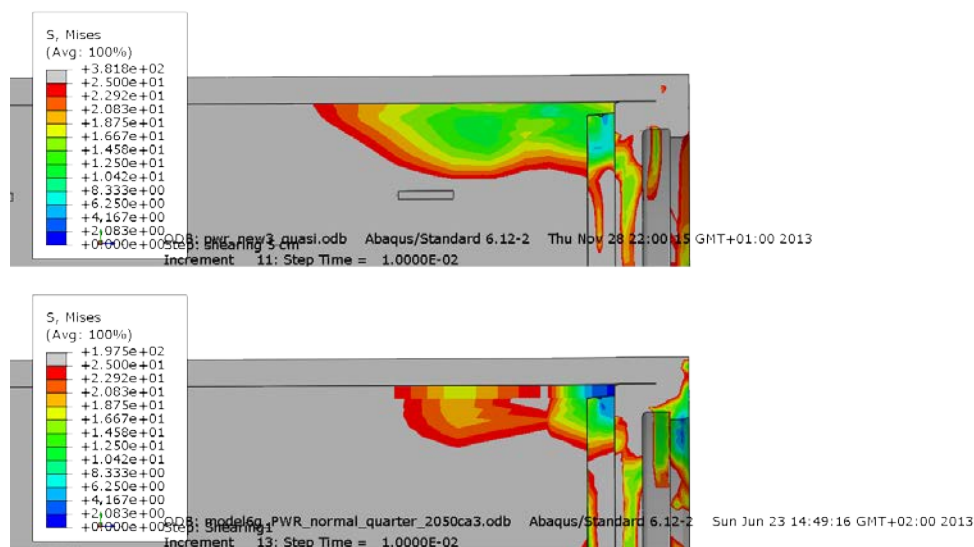 S, Mises
(Avg: 100%)
+3.818e+02
+2.500e+01
+2.292e+01
+2.083e+01
+1.875e+01
+1.667e+01
+1.458e+01
+1.250e+01
+1.042e+01
+8.333e+00
+6.250e+00
+4.167e+00
+2.083e+00
+0.000e+00
ODB: pwr_new3_quasi.odb Abaqus/Standard 6.12-2 Thu Nov 28 22:00:15 GMT+01:00 2013
Step: shearing 5 cm
Increment 11: Step Time = 1.0000E-02
S, Mises
(Avg: 100%)
+1.975e+02
+2.500e+01
+2.292e+01
+2.083e+01
+1.875e+01
+1.667e+01
+1.458e+01
+1.250e+01
+1.042e+01
+8.333e+00
+6.250e+00
+4.167e+00
+2.083e+00
+0.000e+00
ODB: model6g_PWR_normal_quarter_2050ca3.odb Abaqus/Standard 6.12-2 Sun Jun 23 14:49:16 GMT+02:00 2013
Step: Shearing1
Increment 13: Step Time = 1.0000E-02